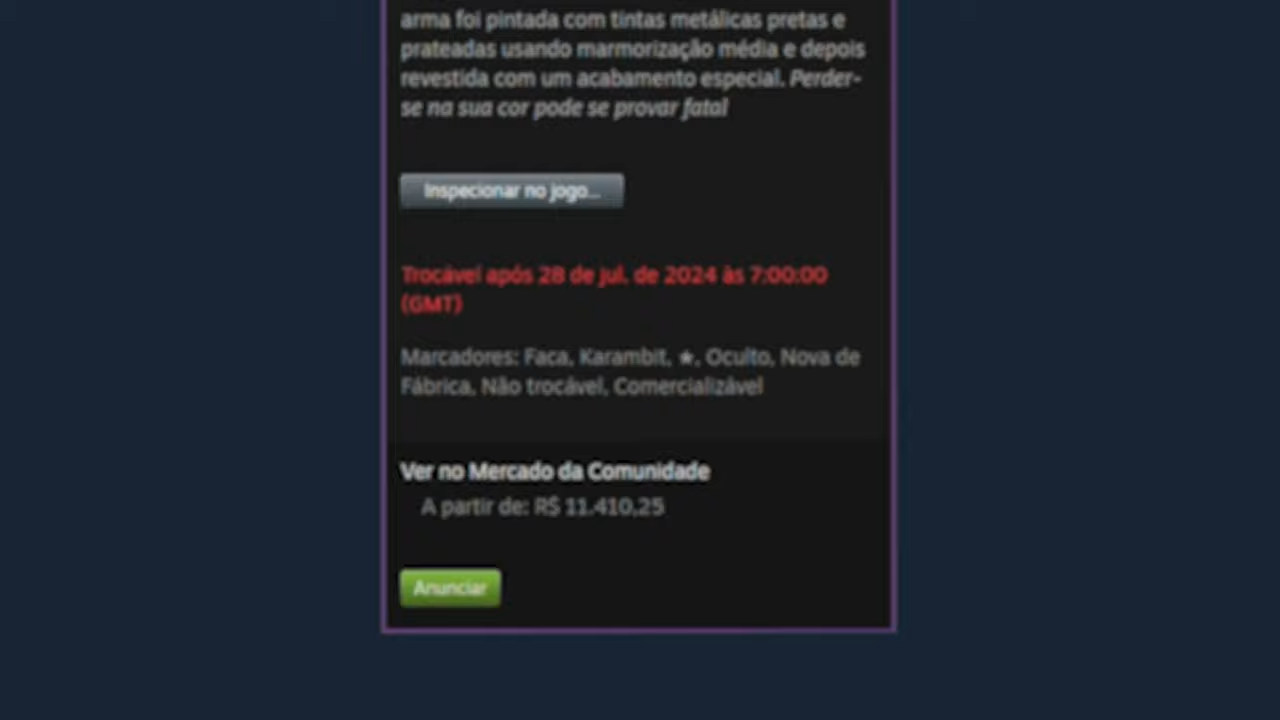 arma foi pintada com tintas metálicas pretas e
prateadas usando marmorização média e depois
revestida com um acabamento especial. Perder-
se na sua cor pode se provar fatal
Inspecionar no jogo...
Trocável após 28 de jul. de 2024 às 7:00:00
(GMT)
Marcadores: Faca, Karambit, ★, Oculto, Nova de
Fábrica, Não trocável, Comercializável
Ver no Mercado da Comunidade
A partir de: R$ 11.410,25
Anunciar